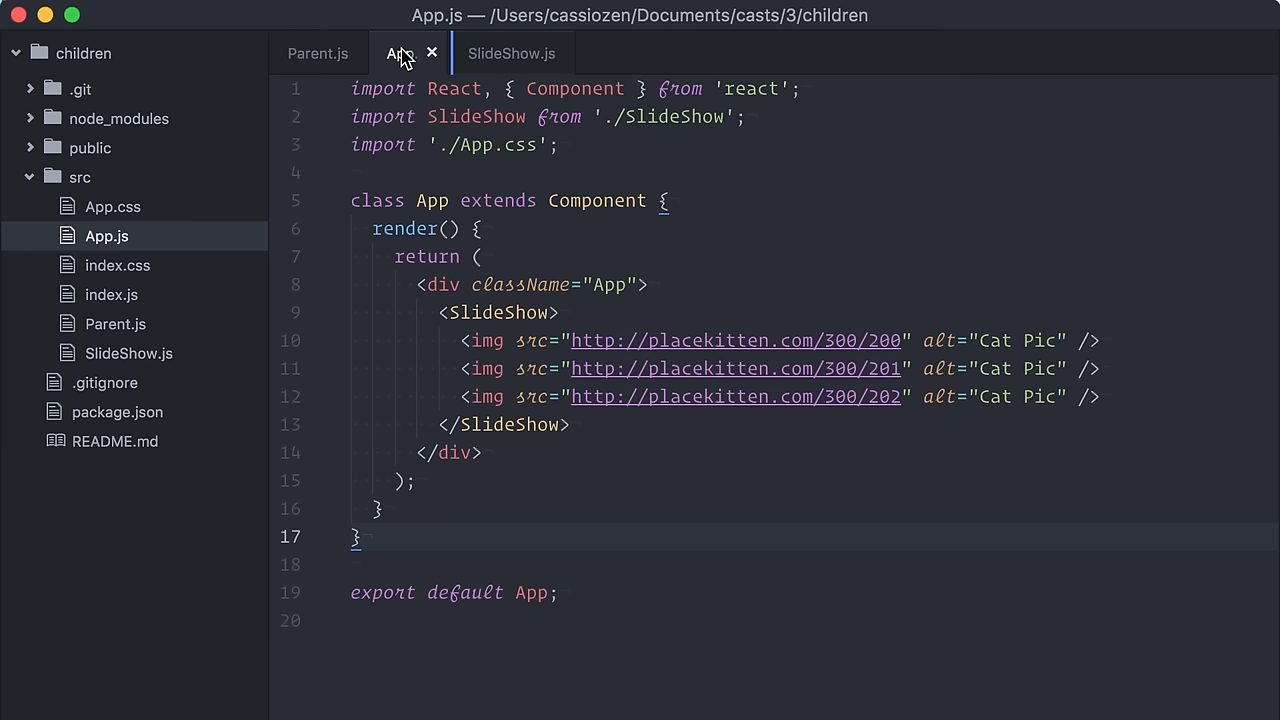 App.js — /Users/cassiozen/Documents/casts/3/children
children
.git
node_modules
public
src
App.css
App.js
index.css
index.js
Parent.js
SlideShow.js
.gitignore
package.json
README.md
Parent.js
SlideShow.js
1 import React, { Component } from 'react';
2 import SlideShow from './SlideShow';
3 import './App.css';
4
5 class App extends Component {
6 render() {
7 return (
8 <div className="App">
9 <SlideShow>
10 <img src="http://placekitten.com/300/200" alt="Cat Pic" />
11 <img src="http://placekitten.com/300/201" alt="Cat Pic" />
12 <img src="http://placekitten.com/300/202" alt="Cat Pic" />
13 </SlideShow>
14 </div>
15 );
16 }
17 }
18
19 export default App;
20